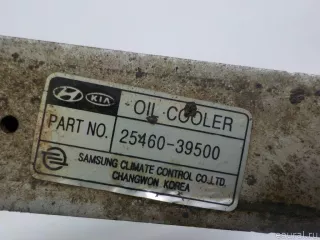 KIA OIL COOLER
PART NO. 25460-39500
SAMSUNG CLIMATE CONTROL CO.,LTD.
CHANGWON KOREA